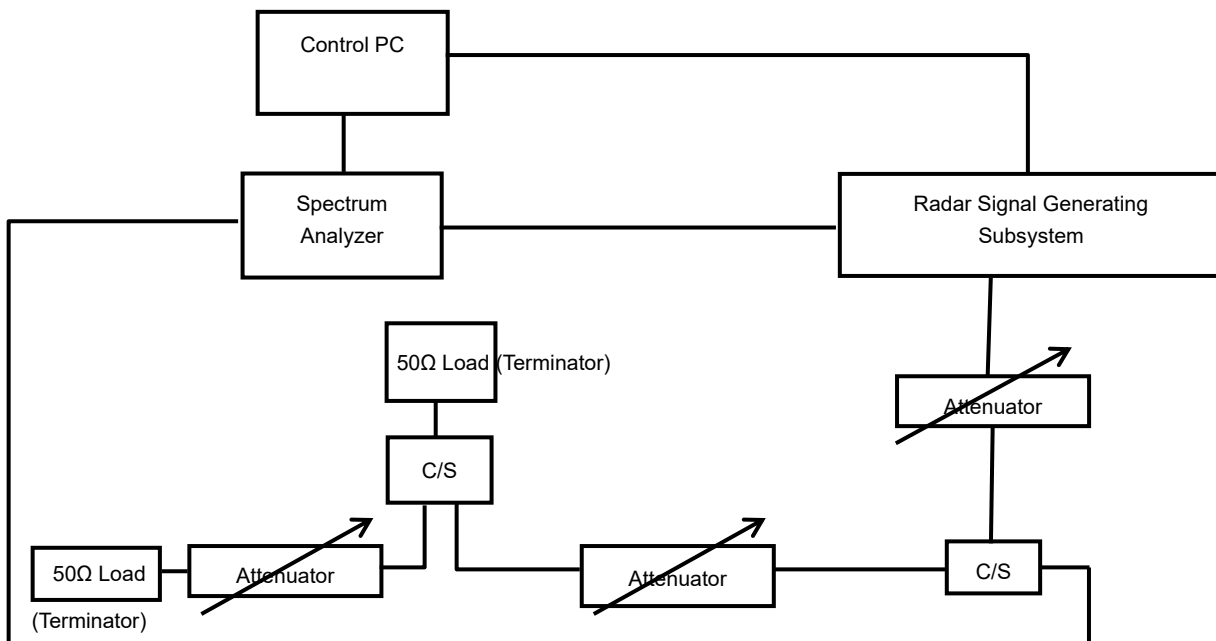 Control PC
Spectrum
Analyzer
Radar Signal Generating
Subsystem
50Ω Load (Terminator)
Attenuator
C/S
50Ω Load
(Terminator)
Attenuator
Attenuator
C/S